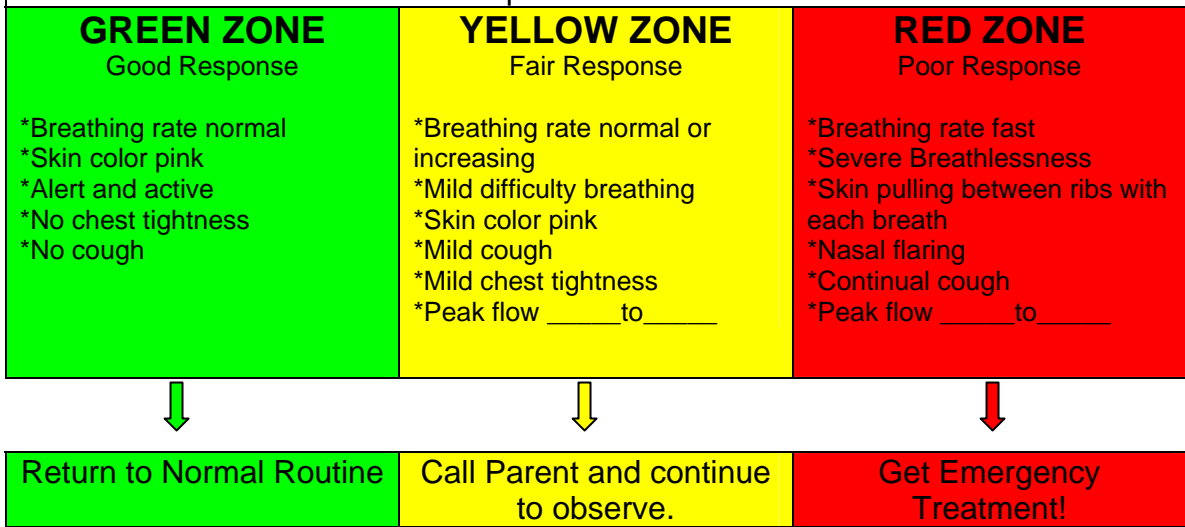 GREEN ZONE
Good Response
*Breathing rate normal
*Skin color pink
*Alert and active
*No chest tightness
*No cough
YELLOW ZONE
Fair Response
*Breathing rate normal or
increasing
*Mild difficulty breathing
*Skin color pink
*Mild cough
*Mild chest tightness
*Peak flow _____to_____
RED ZONE
Poor Response
*Breathing rate fast
*Severe Breathlessness
*Skin pulling between ribs with
each breath
*Nasal flaring
*Continual cough
*Peak flow _____to_____
Return to Normal Routine
Call Parent and continue
to observe.
Get Emergency
Treatment!